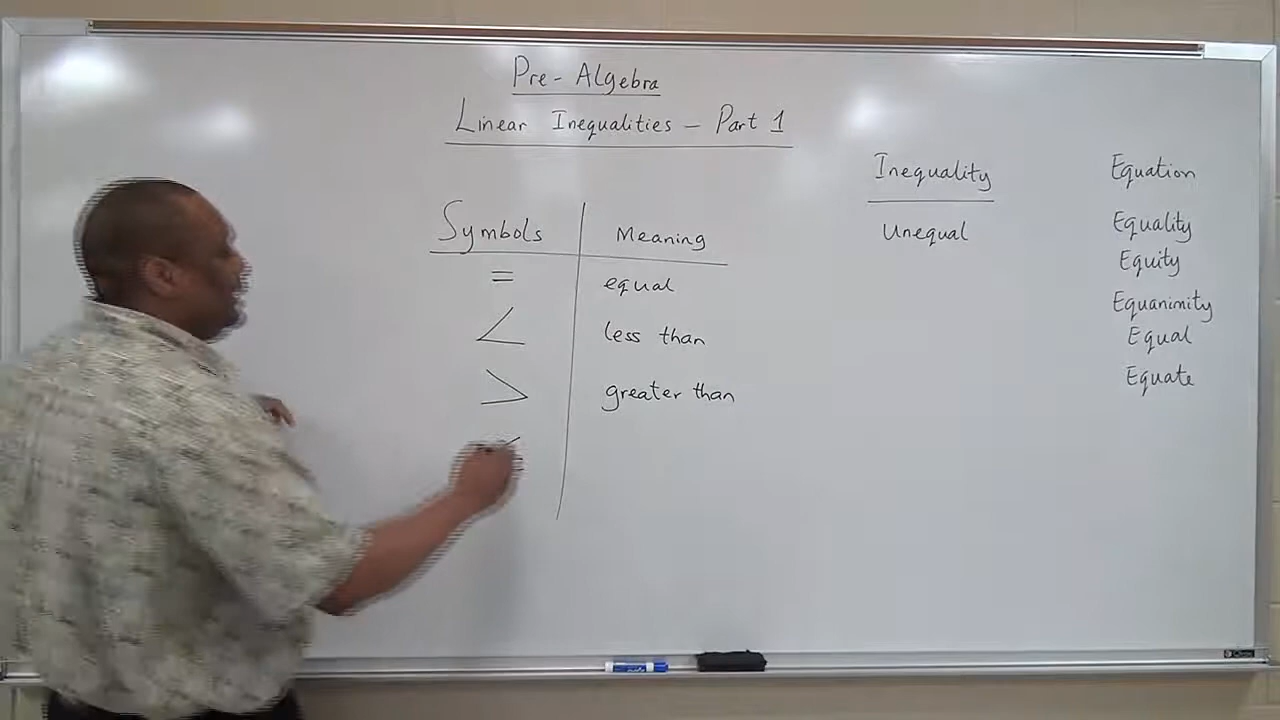 Pre-Algebra
Linear Inequalities – Part 1
Symbols Meaning
= equal
< less than
> greater than
Inequality
Unequal
Equation
Equality
Equity
Equanimity
Equal
Equate